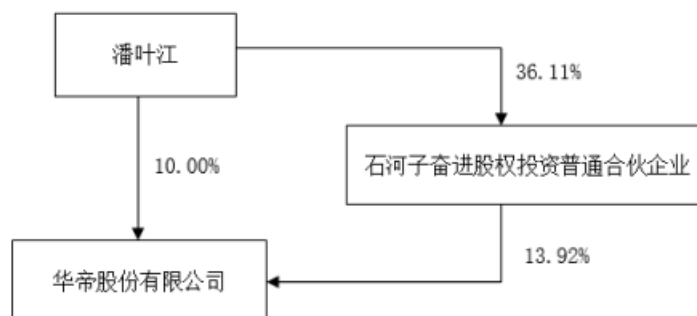 潘叶江
36.11%
石河子奋进股权投资普通合伙企业
10.00%
13.92%
华帝股份有限公司